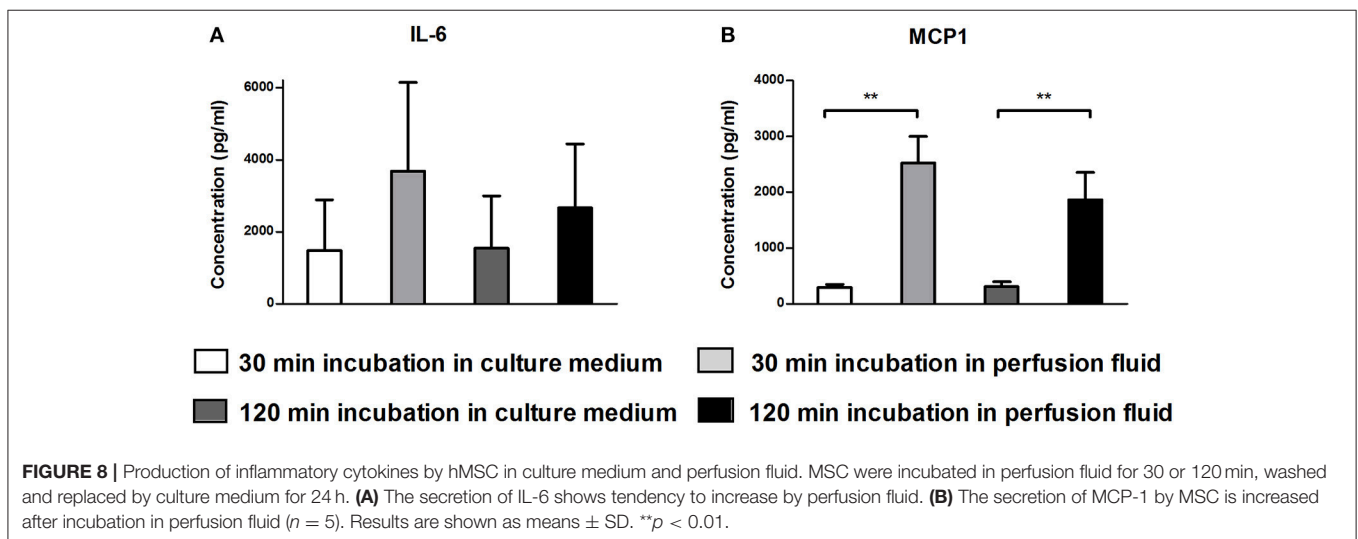 A
IL-6
Concentration (pg/ml)
6000
4000
2000
0
B
MCP1
Concentration (pg/ml)
4000
3000
2000
1000
0
**
**
30 min incubation in culture medium
30 min incubation in perfusion fluid
120 min incubation in culture medium
120 min incubation in perfusion fluid
FIGURE 8 | Production of inflammatory cytokines by hMSC in culture medium and perfusion fluid. MSC were incubated in perfusion fluid for 30 or 120 min, washed
and replaced by culture medium for 24 h. (A) The secretion of IL-6 shows tendency to increase by perfusion fluid. (B) The secretion of MCP-1 by MSC is increased
after incubation in perfusion fluid (n = 5). Results are shown as means ± SD. **p < 0.01.